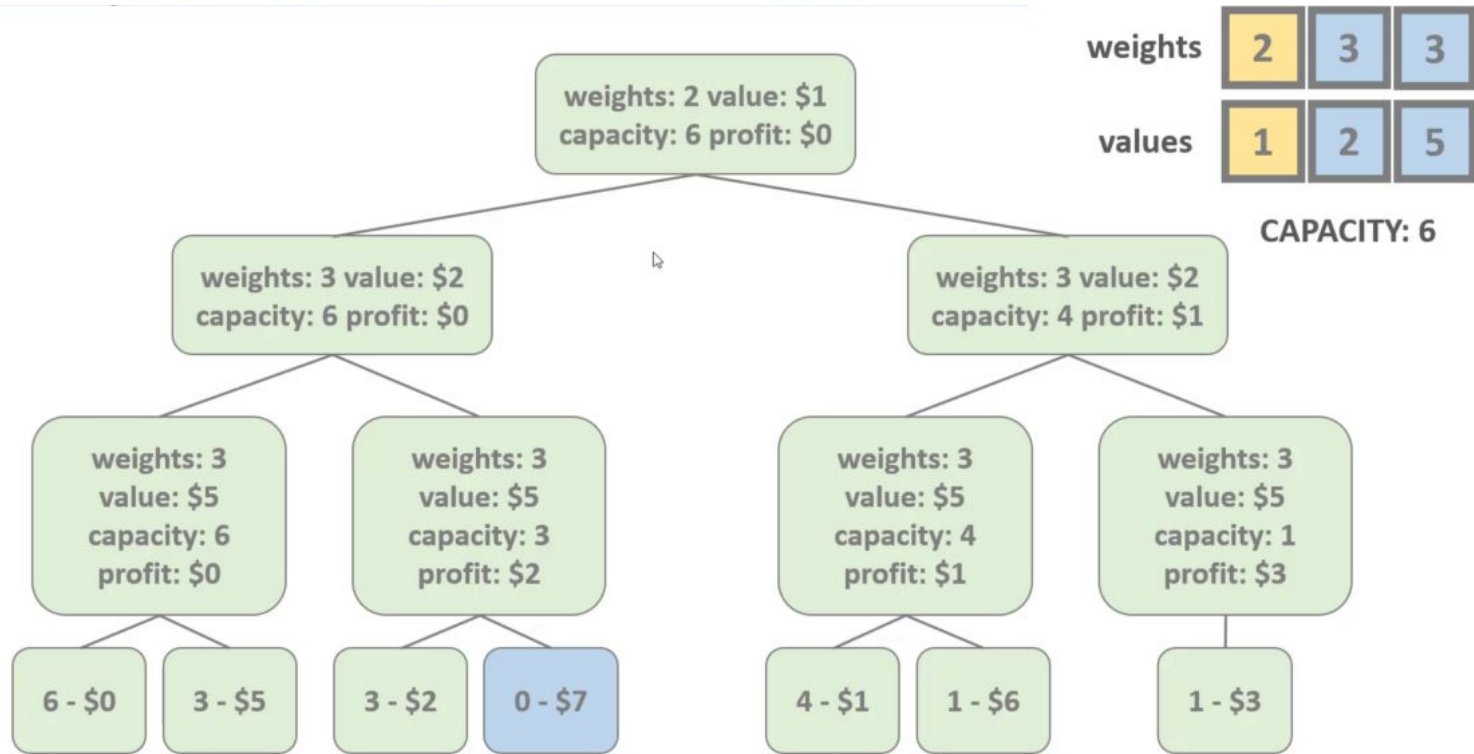 weights 2 3 3
values 1 2 5
CAPACITY: 6
weights: 2 value: $1
capacity: 6 profit: $0
weights: 3 value: $2
capacity: 6 profit: $0
weights: 3 value: $2
capacity: 4 profit: $1
weights: 3
value: $5
capacity: 6
profit: $0
weights: 3
value: $5
capacity: 3
profit: $2
weights: 3
value: $5
capacity: 4
profit: $1
weights: 3
value: $5
capacity: 1
profit: $3
6 - $0
3 - $5
3 - $2
0 - $7
4 - $1
1 - $6
1 - $3